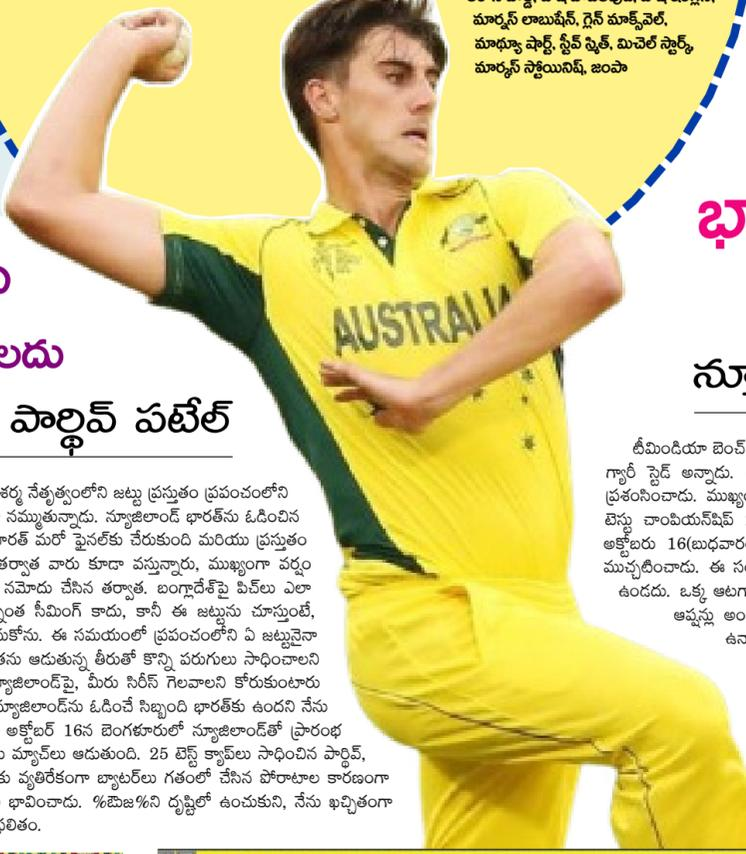 మార్నస్ లాబుషేన్, గ్లెన్ మాక్స్‌వెల్,
మాథ్యూ షార్ట్, స్టీవ్ స్మిత్, మిచెల్ స్టార్క్,
మార్కస్ స్టోయినిష్, జంపా
AUSTRALIA
భా
లదు
పార్థివ్ పటేల్
శర్మ నేతృత్వంలోని జట్టు ప్రస్తుతం ప్రపంచంలోని
నమ్ముతున్నాడు. న్యూజిలాండ్ భారత్‌ను ఓడించిన
రత్ మరో ఫైనల్‌కు చేరుకుంది మరియు ప్రస్తుతం
తర్వాత వారు కూడా వస్తున్నారు, ముఖ్యంగా వర్షం
నమోదు చేసిన తర్వాత. బంగ్లాదేశ్‌పై పిచ్‌లు ఎలా
న్నంత సీమింగ్ కాదు, కానీ ఈ జట్టును చూస్తుంటే,
కోను. ఈ సమయంలో ప్రపంచంలోని ఏ జట్టునైనా
తను ఆడుతున్న తీరుతో కొన్ని పరుగులు సాధించాలని
జిలాండ్‌పై, మీరు సిరీస్ గెలవాలని కోరుకుంటారు
్యూజిలాండ్‌ను ఓడించే సిబ్బంది భారత్‌కు ఉందని నేను
అక్టోబర్ 16న బెంగళూరులో న్యూజిలాండ్‌తో ప్రారంభ
మ్యాచ్‌లు ఆడుతుంది. 25 టెస్ట్ క్యాప్‌లు సాధించిన పార్థివ్,
కు వ్యతిరేకంగా బ్యాటర్‌లు గతంలో చేసిన పోరాటాల కారణంగా
భావించాడు. %ఔజ%ని దృష్టిలో ఉంచుకుని, నేను ఖచ్చితంగా
లితం.
న్యూ
టీమిండియా బెంచ్
గ్యారీ స్టెడ్ అన్నాడు.
ప్రశంసించాడు. ముఖ్య
టెస్టు చాంపియన్‌షిప్
అక్టోబరు 16(బుధవార
ముచ్చటించాడు. ఈ స
ఉండదు. ఒక్క ఆటగా
ఆప్షన్లు అం
ఉన